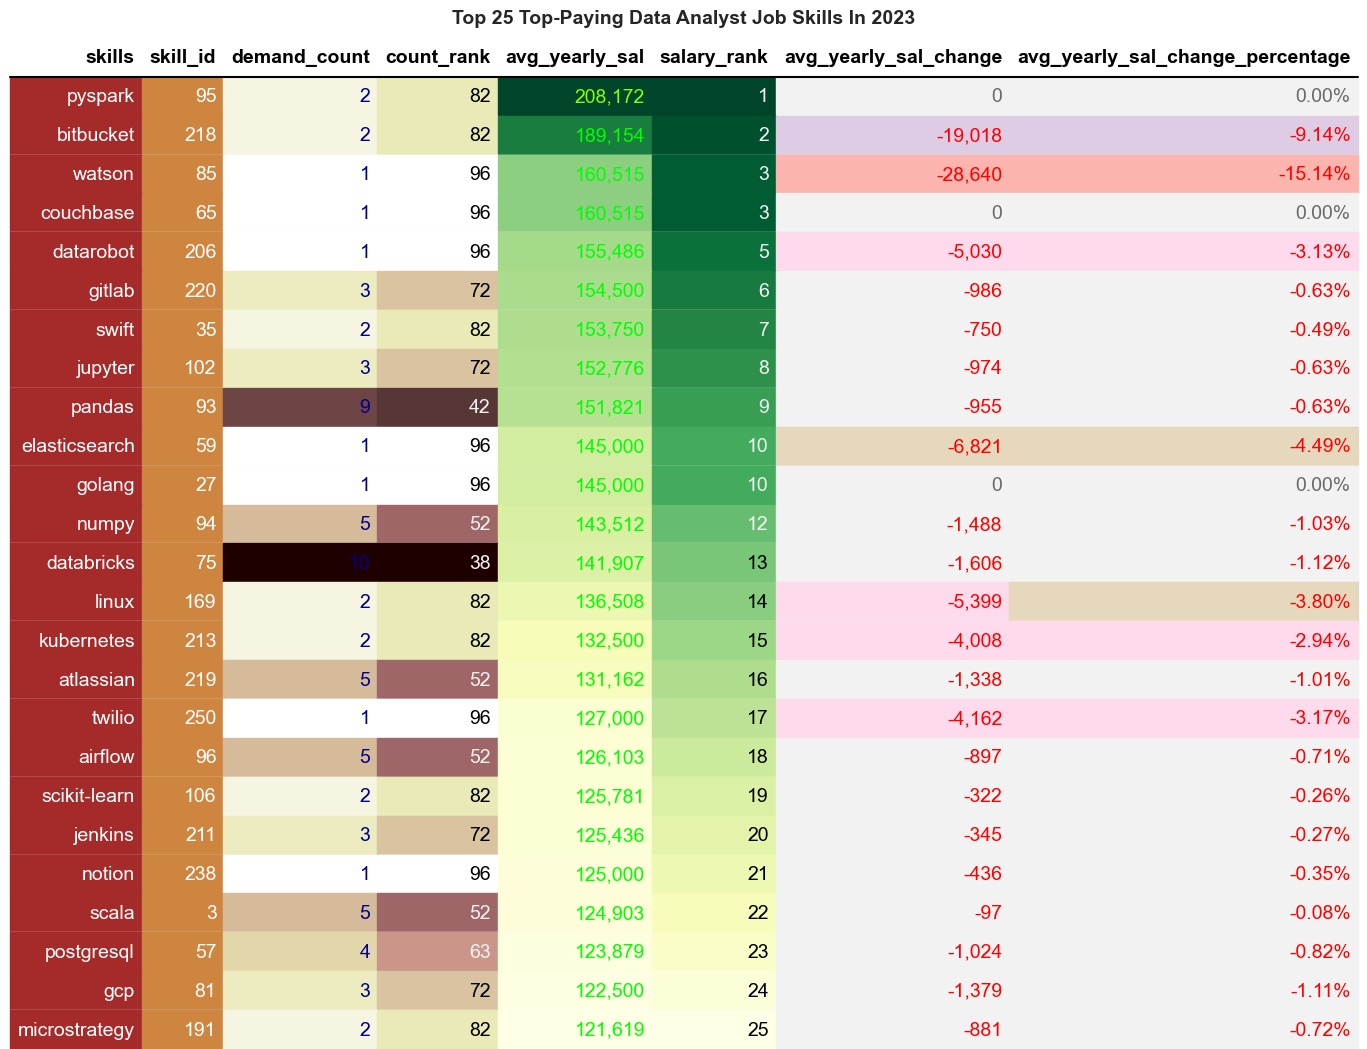 Top 25 Top-Paying Data Analyst Job Skills In 2023
skills skill_id demand_count count_rank avg_yearly_sal salary_rank avg_yearly_sal_change avg_yearly_sal_change_percentage
pyspark 95 2 82 208,172 1 0 0.00%
bitbucket 218 2 82 189,154 2 -19,018 -9.14%
watson 85 1 96 160,515 3 -28,640 -15.14%
couchbase 65 1 96 160,515 3 0 0.00%
datarobot 206 1 96 155,486 5 -5,030 -3.13%
gitlab 220 3 72 154,500 6 -986 -0.63%
swift 35 2 82 153,750 7 -750 -0.49%
jupyter 102 3 72 152,776 8 -974 -0.63%
pandas 93 9 42 151,821 9 -955 -0.63%
elasticsearch 59 1 96 145,000 10 -6,821 -4.49%
golang 27 1 96 145,000 10 0 0.00%
numpy 94 5 52 143,512 12 -1,488 -1.03%
databricks 75 10 38 141,907 13 -1,606 -1.12%
linux 169 2 82 136,508 14 -5,399 -3.80%
kubernetes 213 2 82 132,500 15 -4,008 -2.94%
atlassian 219 5 52 131,162 16 -1,338 -1.01%
twilio 250 1 96 127,000 17 -4,162 -3.17%
airflow 96 5 52 126,103 18 -897 -0.71%
scikit-learn 106 2 82 125,781 19 -322 -0.26%
jenkins 211 3 72 125,436 20 -345 -0.27%
notion 238 1 96 125,000 21 -436 -0.35%
scala 3 5 52 124,903 22 -97 -0.08%
postgresql 57 4 63 123,879 23 -1,024 -0.82%
gcp 81 3 72 122,500 24 -1,379 -1.11%
microstrategy 191 2 82 121,619 25 -881 -0.72%